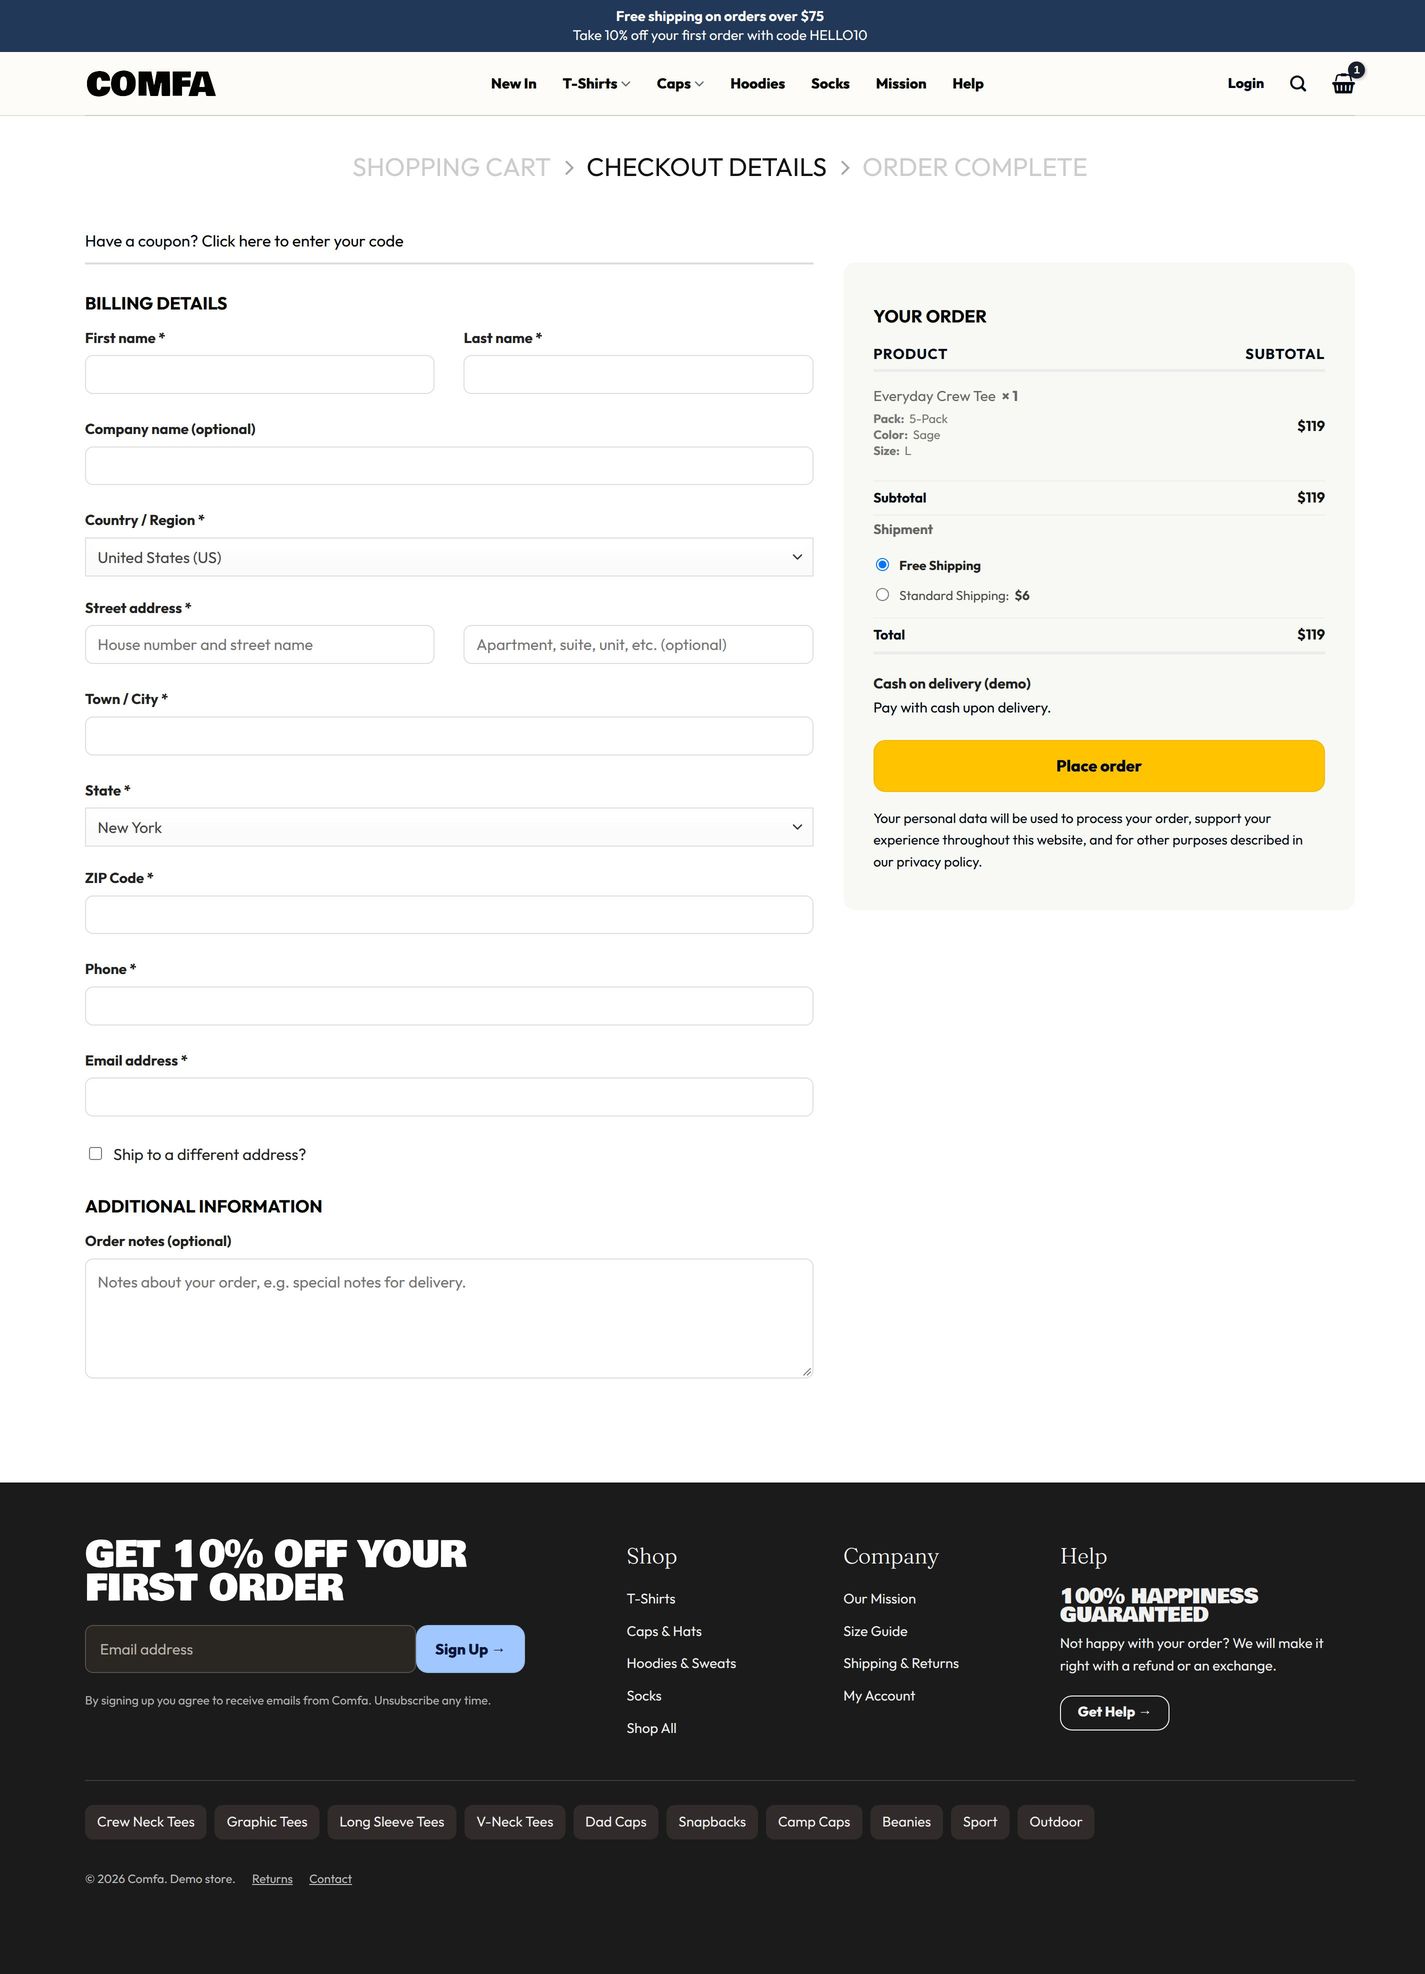 Free shipping on orders over $75
Take 10% off your first order with code HELLO10
COMFA
New In T-Shirts Caps Hoodies Socks Mission Help
Login
1
SHOPPING CART
CHECKOUT DETAILS
ORDER COMPLETE
Have a coupon? Click here to enter your code
BILLING DETAILS
First name *
Last name *
Company name (optional)
Country / Region *
United States (US)
Street address *
House number and street name
Apartment, suite, unit, etc. (optional)
Town / City *
State *
New York
ZIP Code *
Phone *
Email address *
Ship to a different address?
ADDITIONAL INFORMATION
Order notes (optional)
Notes about your order, e.g. special notes for delivery.
YOUR ORDER
PRODUCT SUBTOTAL
Everyday Crew Tee × 1
Pack: 5-Pack
Color: Sage
Size: L
$119
Subtotal $119
Shipment
Free Shipping
Standard Shipping: $6
Total $119
Cash on delivery (demo)
Pay with cash upon delivery.
Place order
Your personal data will be used to process your order, support your
experience throughout this website, and for other purposes described in
our privacy policy.
GET 10% OFF YOUR
FIRST ORDER
Email address
Sign Up →
By signing up you agree to receive emails from Comfa. Unsubscribe any time.
Shop
T-Shirts
Caps & Hats
Hoodies & Sweats
Socks
Shop All
Company
Our Mission
Size Guide
Shipping & Returns
My Account
Help
100% HAPPINESS
GUARANTEED
Not happy with your order? We will make it
right with a refund or an exchange.
Get Help →
Crew Neck Tees Graphic Tees Long Sleeve Tees V-Neck Tees Dad Caps Snapbacks Camp Caps Beanies Sport Outdoor
© 2026 Comfa. Demo store. Returns Contact